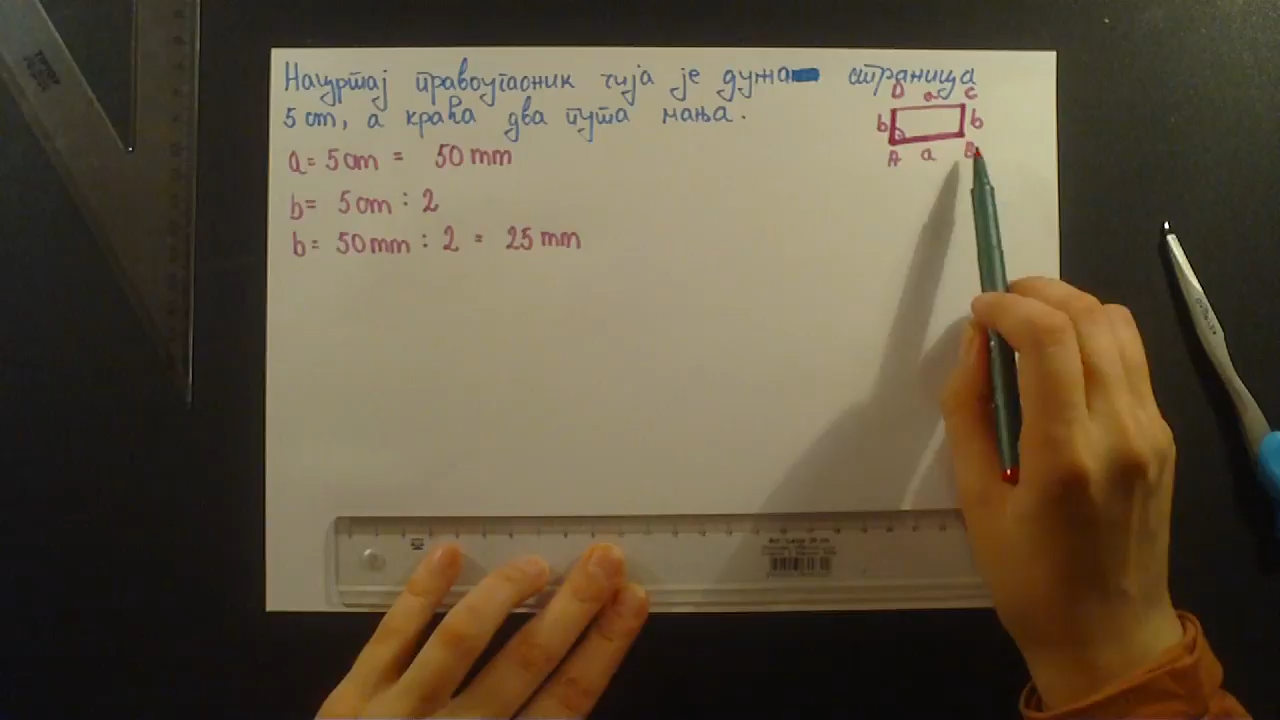 Нацртај правоугаоник чија је дужа страница
5 cm, а краћа два пута мања.
a = 5 cm = 50 mm
b = 5 cm : 2
b = 50 mm : 2 = 25 mm
D a C
b b
A a B